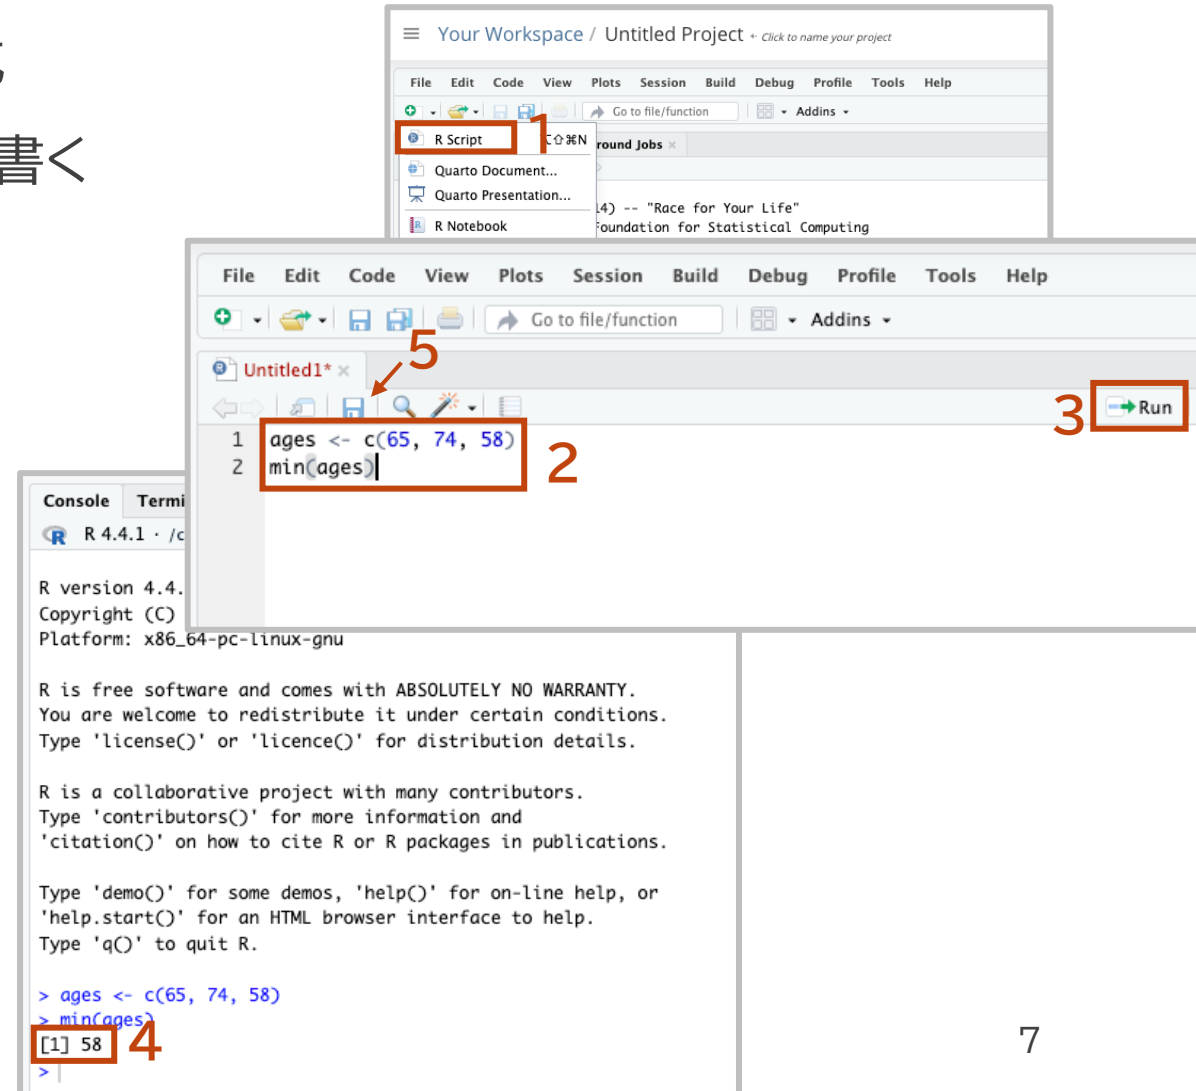 書く
Your Workspace / Untitled Project ← Click to name your project
File Edit Code View Plots Session Build Debug Profile Tools Help
Go to file/function Addins
R Script ⌥⇧⌘N
1
round Jobs ×
Quarto Document...
Quarto Presentation...
R Notebook
14) -- "Race for Your Life"
Foundation for Statistical Computing
File Edit Code View Plots Session Build Debug Profile Tools Help
Go to file/function Addins
5
Untitled1* ×
3
Run
1 ages <- c(65, 74, 58)
2 min(ages)
2
Console Termi
R 4.4.1 · /c
R version 4.4.
Copyright (C)
Platform: x86_64-pc-linux-gnu
R is free software and comes with ABSOLUTELY NO WARRANTY.
You are welcome to redistribute it under certain conditions.
Type 'license()' or 'licence()' for distribution details.
R is a collaborative project with many contributors.
Type 'contributors()' for more information and
'citation()' on how to cite R or R packages in publications.
Type 'demo()' for some demos, 'help()' for on-line help, or
'help.start()' for an HTML browser interface to help.
Type 'q()' to quit R.
> ages <- c(65, 74, 58)
> min(ages)
[1] 58
4
>
7